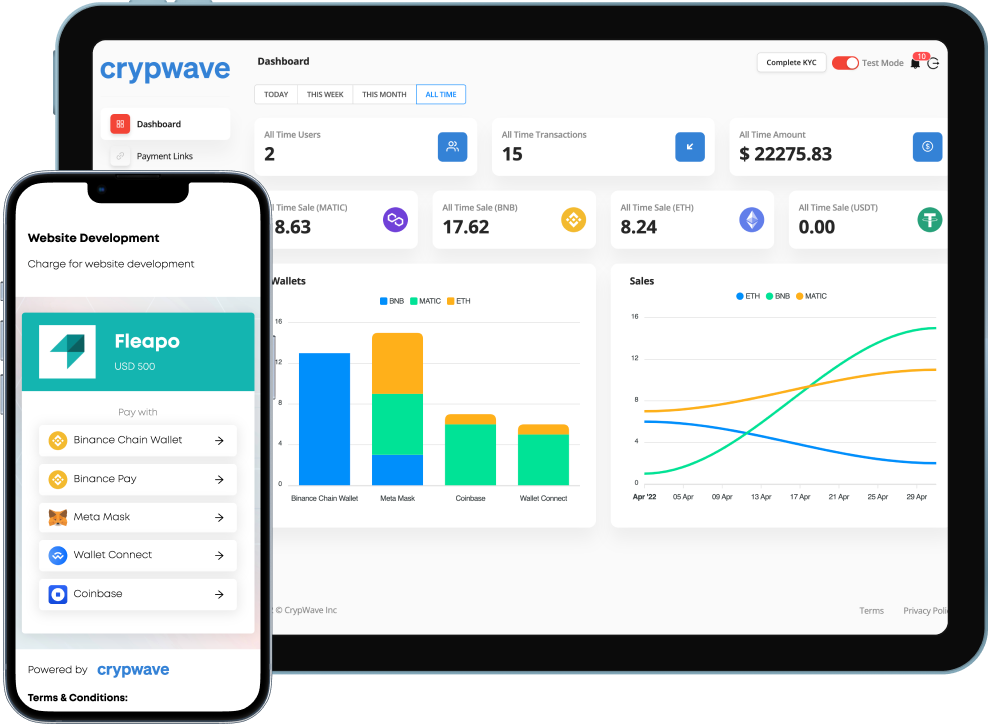 crypwave
Dashboard
Complete KYC
Test Mode
10
TODAY
THIS WEEK
THIS MONTH
ALL TIME
Dashboard
Payment Links
All Time Users
2
All Time Transactions
15
All Time Amount
$ 22275.83
Time Sale (MATIC)
8.63
All Time Sale (BNB)
17.62
All Time Sale (ETH)
8.24
All Time Sale (USDT)
0.00
Wallets
BNB MATIC ETH
16
12
8
4
0
Binance Chain Wallet
Meta Mask
Coinbase
Wallet Connect
Sales
ETH BNB MATIC
16
12
8
4
0
Apr '22
05 Apr
09 Apr
13 Apr
17 Apr
21 Apr
25 Apr
29 Apr
© CrypWave Inc
Terms
Privacy
Website Development
Charge for website development
Fleapo
USD 500
Pay with
Binance Chain Wallet
Binance Pay
Meta Mask
Wallet Connect
Coinbase
Powered by crypwave
Terms & Conditions: